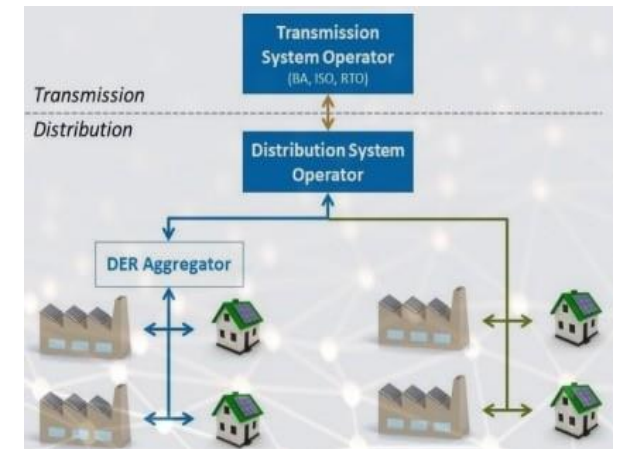 Transmission
System Operator
(BA, ISO, RTO)
Transmission
Distribution
Distribution System
Operator
DER Aggregator